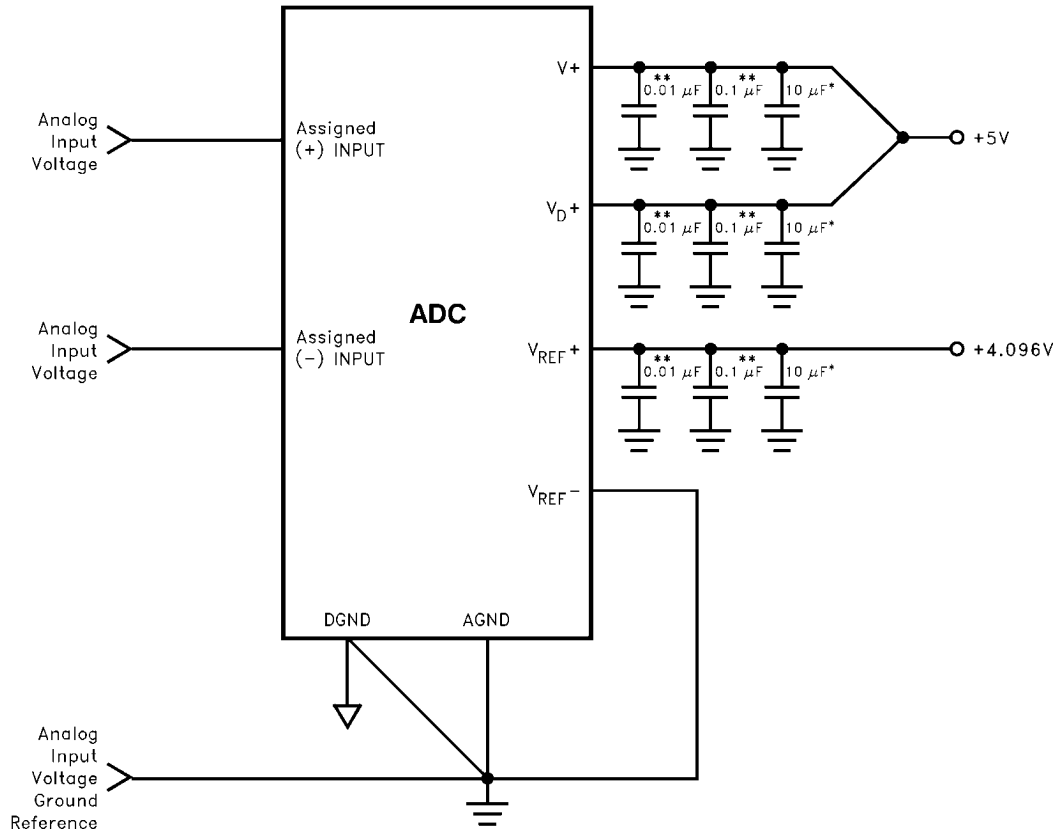 V+
**
0.01 µF
**
0.1 µF
10 µF*
+5V
Analog
Input
Voltage
Assigned
(+) INPUT
VD+
**
0.01 µF
**
0.1 µF
10 µF*
ADC
Analog
Input
Voltage
Assigned
(−) INPUT
VREF+
**
0.01 µF
**
0.1 µF
10 µF*
+4.096V
VREF−
DGND
AGND
Analog
Input
Voltage
Ground
Reference